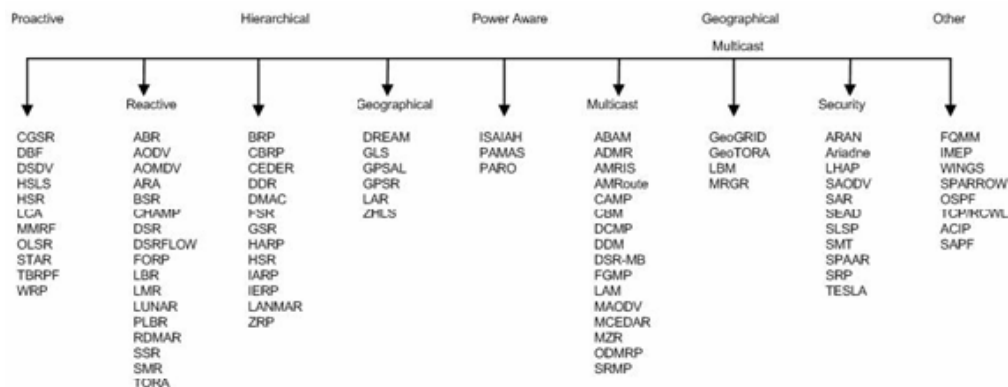 Proactive
Hierarchical
Power Aware
Geographical
Multicast
Other
Reactive
Geographical
Multicast
Security
CGSR
DBF
DSDV
HSLS
HSR
LCA
MMRF
OLSR
STAR
TBRPF
WRP
ABR
AODV
AOMDV
ARA
BSR
CHAMP
DSR
DSRFLOW
FORP
LBR
LMR
LUNAR
PLBR
RDMAR
SSR
SMR
TORA
BRP
CBRP
CEDER
DDR
DMAC
FSR
GSR
HARP
HSR
IARP
IERP
LANMAR
ZRP
DREAM
GLS
GPSAL
GPSR
LAR
ZHLS
ISAIAH
PAMAS
PARO
ABAM
ADMR
AMRIS
AMRoute
CAMP
CBM
DCMP
DDM
DSR-MB
FGMP
LAM
MAODV
MCEDAR
MZR
ODMRP
SRMP
GeoGRID
GeoTORA
LBM
MRGR
ARAN
Ariadne
LHAP
SAODV
SAR
SEAD
SLSP
SMT
SPAAR
SRP
TESLA
FQMM
IMEP
WINGS
SPARROW
OSPF
TCP/RCWL
ACIP
SAPF